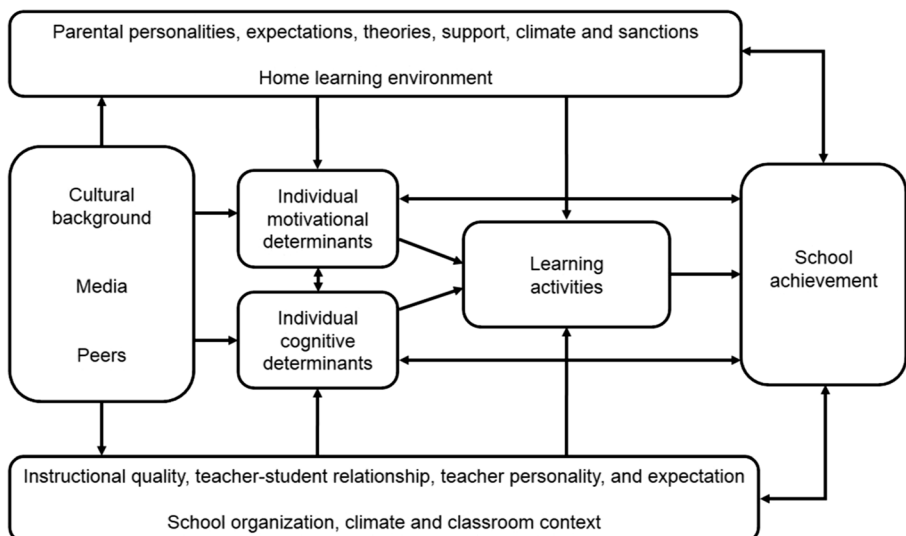 Parental personalities, expectations, theories, support, climate and sanctions
Home learning environment
Cultural
background
Media
Peers
Individual
motivational
determinants
Individual
cognitive
determinants
Learning
activities
School
achievement
Instructional quality, teacher-student relationship, teacher personality, and expectation
School organization, climate and classroom context